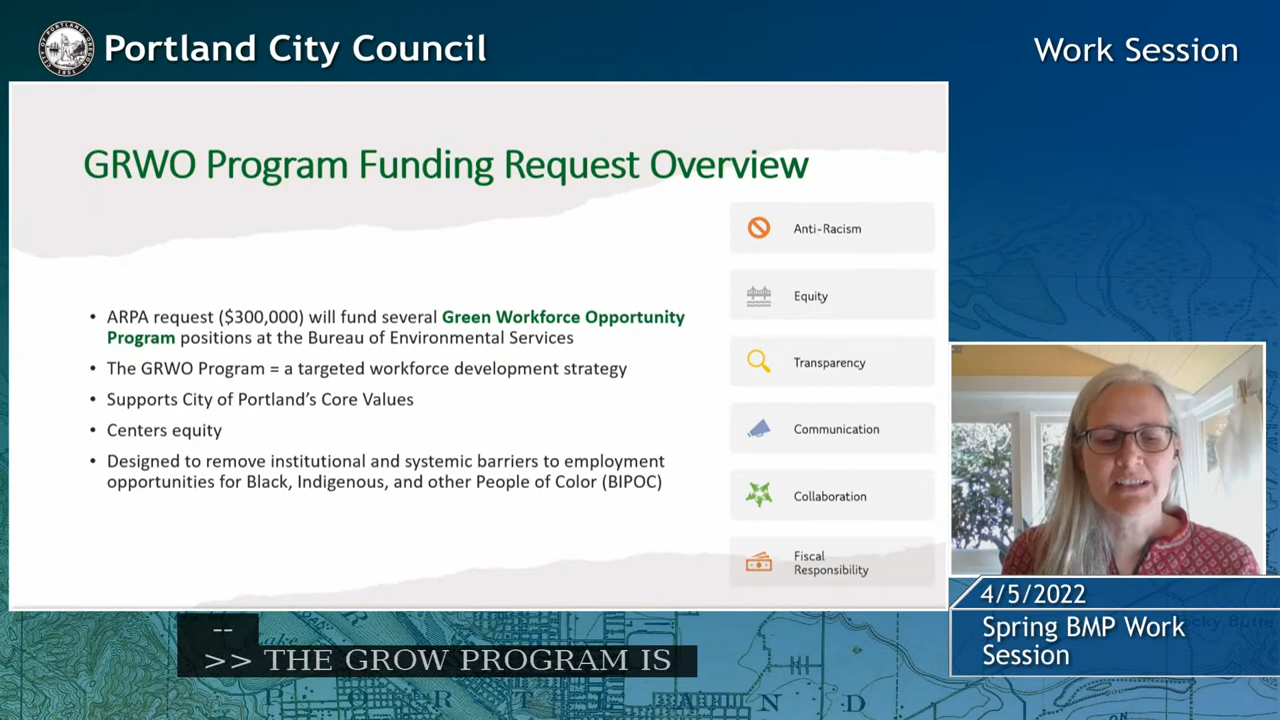 Portland City Council
Work Session
GRWO Program Funding Request Overview
• ARPA request ($300,000) will fund several Green Workforce Opportunity
Program positions at the Bureau of Environmental Services
• The GRWO Program = a targeted workforce development strategy
• Supports City of Portland's Core Values
• Centers equity
• Designed to remove institutional and systemic barriers to employment
opportunities for Black, Indigenous, and other People of Color (BIPOC)
Anti-Racism
Equity
Transparency
Communication
Collaboration
Fiscal
Responsibility
4/5/2022
Spring BMP Work
Session
--
>> THE GROW PROGRAM IS